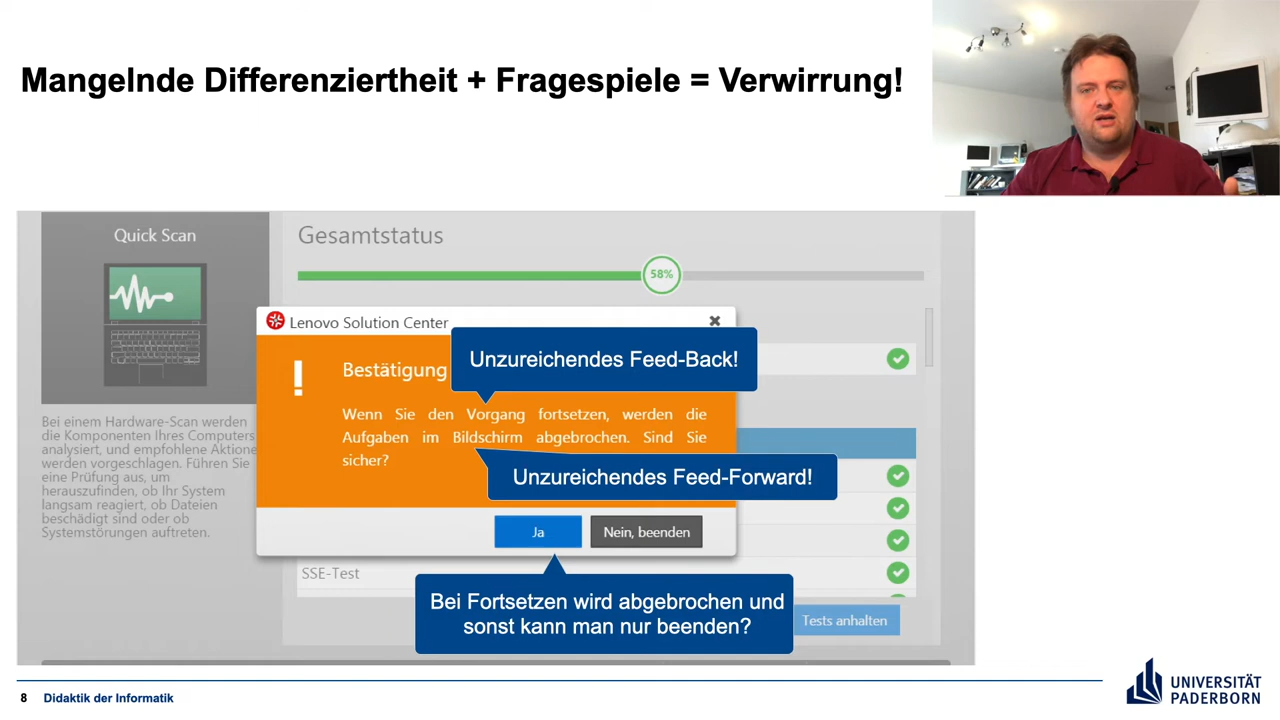 Mangelnde Differenziertheit + Fragespiele = Verwirrung!
Quick Scan
Bei einem Hardware-Scan werden
die Komponenten Ihres Computers
analysiert, und empfohlene Aktione
werden vorgeschlagen. Führen Sie
eine Prüfung aus, um
herauszufinden, ob Ihr System
langsam reagiert, ob Dateien
beschädigt sind oder ob
Systemstörungen auftreten.
Gesamtstatus
58%
Lenovo Solution Center
Bestätigung
Unzureichendes Feed-Back!
Wenn Sie den Vorgang fortsetzen, werden die
Aufgaben im Bildschirm abgebrochen. Sind Sie
sicher?
Unzureichendes Feed-Forward!
Ja
Nein, beenden
SSE-Test
Bei Fortsetzen wird abgebrochen und
sonst kann man nur beenden?
Tests anhalten
8 Didaktik der Informatik
UNIVERSITÄT
PADERBORN